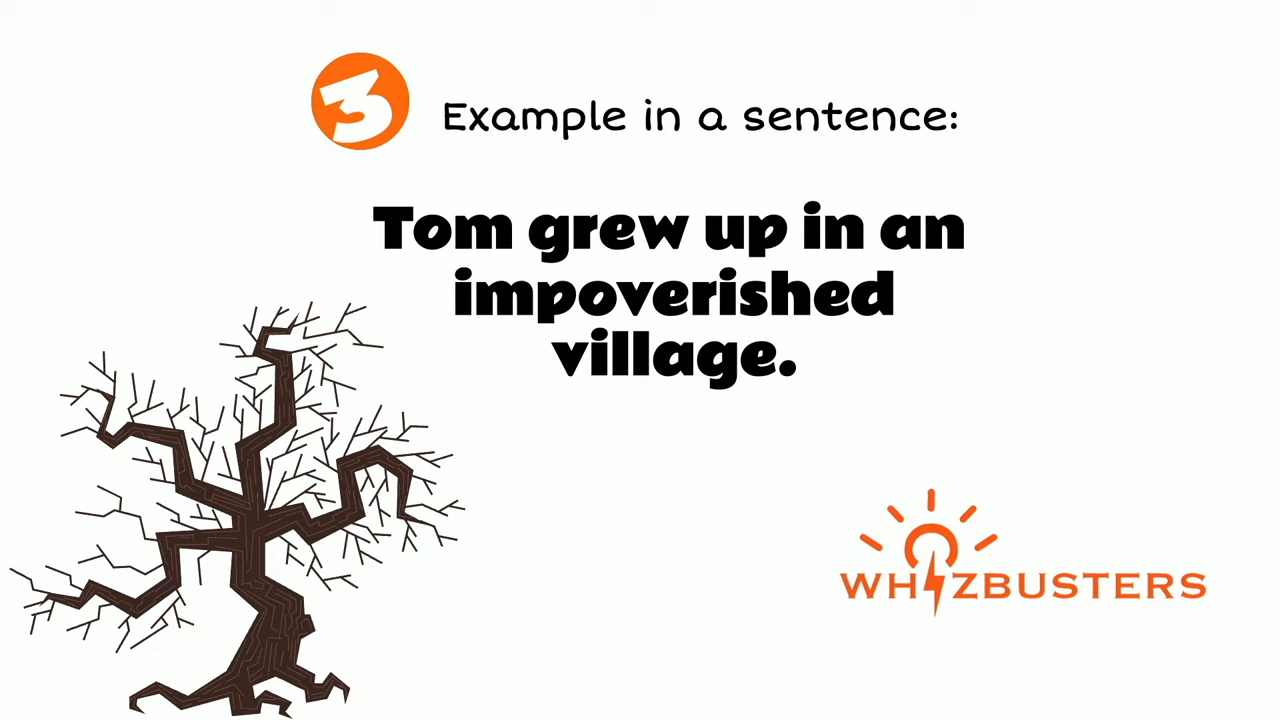 3 Example in a sentence:
Tom grew up in an
impoverished
village.
WHIZBUSTERS